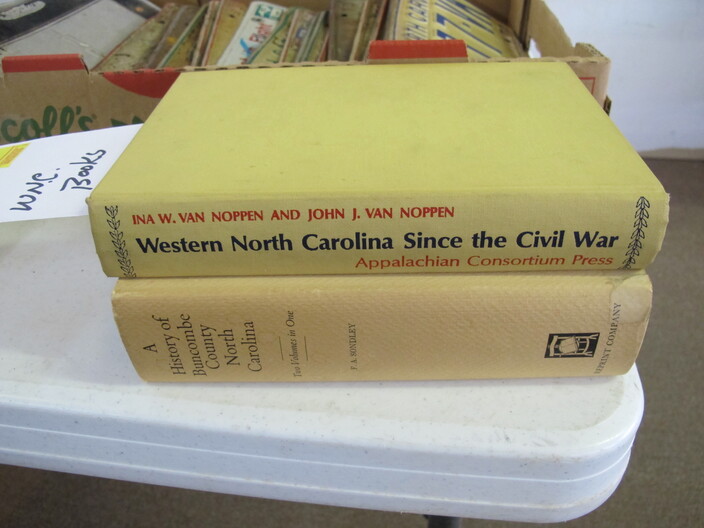 W.N.C.
Books
INA W. VAN NOPPEN AND JOHN J. VAN NOPPEN
Western North Carolina Since the Civil War
Appalachian Consortium Press
A
History of
Buncombe
County
North
Carolina
Two Volumes in One
F. A. SONDLEY
REPRINT COMPANY